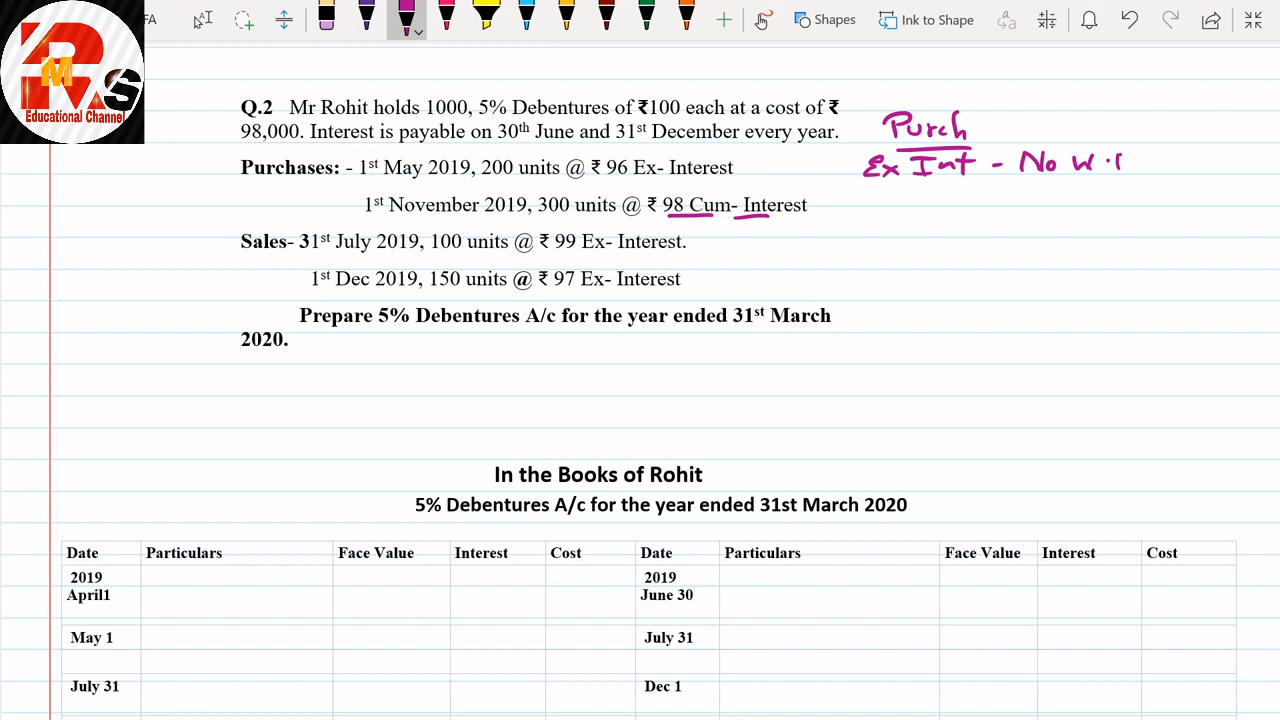 FA
Shapes
Ink to Shape
RMVS
Educational Channel
Q.2 Mr Rohit holds 1000, 5% Debentures of ₹100 each at a cost of ₹
98,000. Interest is payable on 30th June and 31st December every year.
Purchases: - 1st May 2019, 200 units @ ₹ 96 Ex- Interest
1st November 2019, 300 units @ ₹ 98 Cum- Interest
Sales- 31st July 2019, 100 units @ ₹ 99 Ex- Interest.
1st Dec 2019, 150 units @ ₹ 97 Ex- Interest
Prepare 5% Debentures A/c for the year ended 31st March
2020.
Purch
Ex Int - No W.
In the Books of Rohit
5% Debentures A/c for the year ended 31st March 2020
Date Particulars Face Value Interest Cost Date Particulars Face Value Interest Cost
2019 2019
April1 June 30
May 1 July 31
July 31 Dec 1